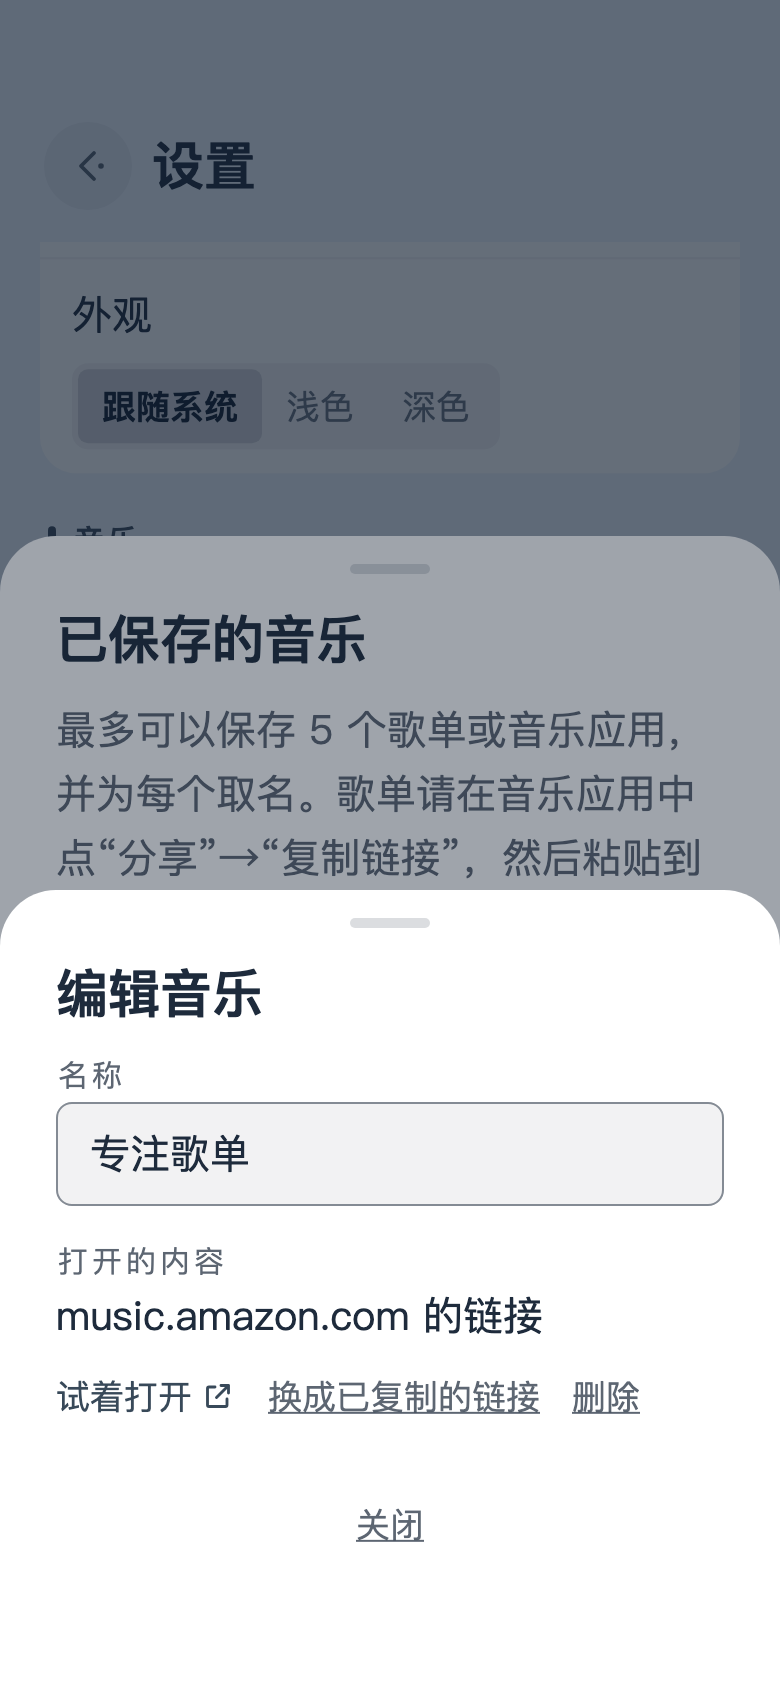 设置
外观
跟随系统 浅色 深色
音乐
已保存的音乐
最多可以保存 5 个歌单或音乐应用，
并为每个取名。歌单请在音乐应用中
点“分享”→“复制链接”，然后粘贴到
编辑音乐
名称
专注歌单
打开的内容
music.amazon.com 的链接
试着打开 换成已复制的链接 删除
关闭